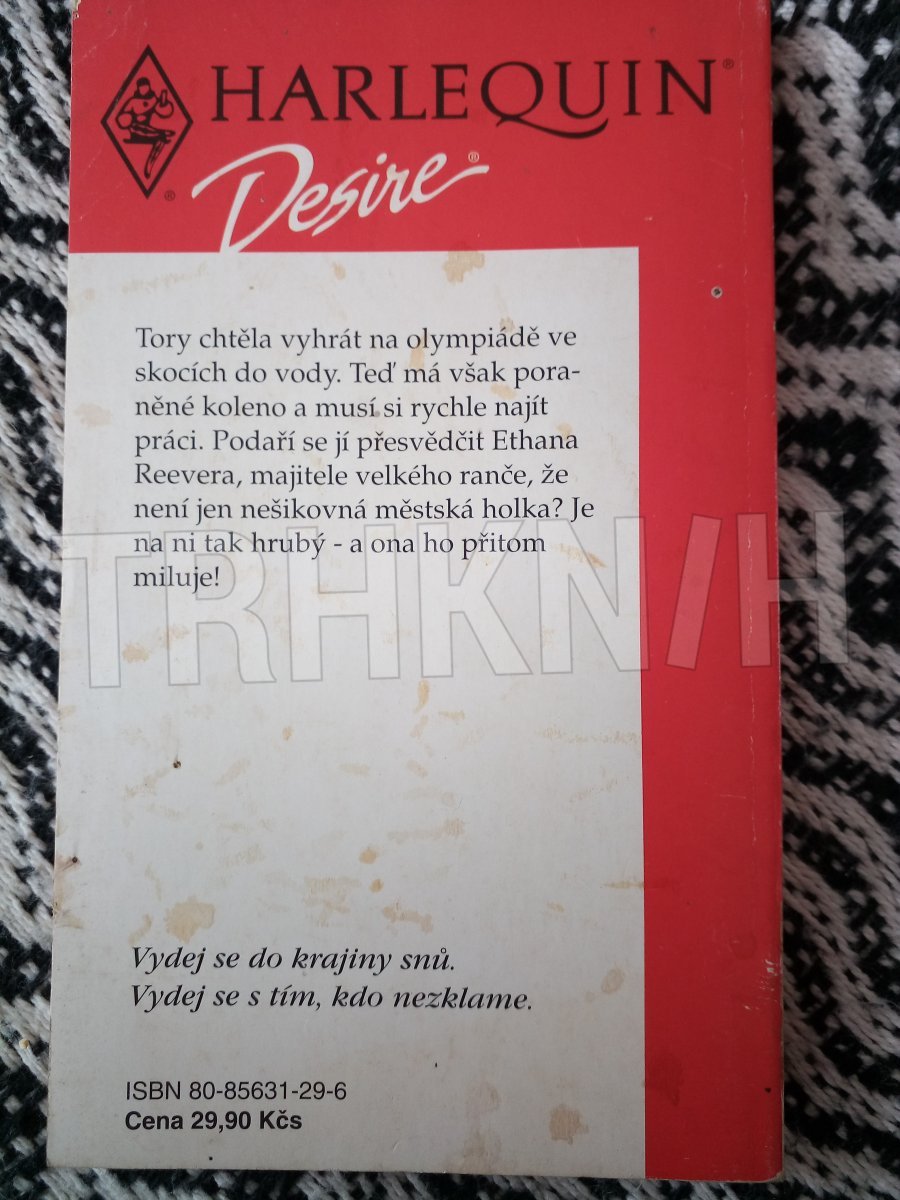 HARLEQUIN®
Desire®
®
Tory chtěla vyhrát na olympiádě ve
skocích do vody. Teď má však pora-
něné koleno a musí si rychle najít
práci. Podaří se jí přesvědčit Ethana
Reevera, majitele velkého ranče, že
není jen nešikovná městská holka? Je
na ni tak hrubý - a ona ho přitom
miluje!
TRHKN/H
Vydej se do krajiny snů.
Vydej se s tím, kdo nezklame.
ISBN 80-85631-29-6
Cena 29,90 Kčs